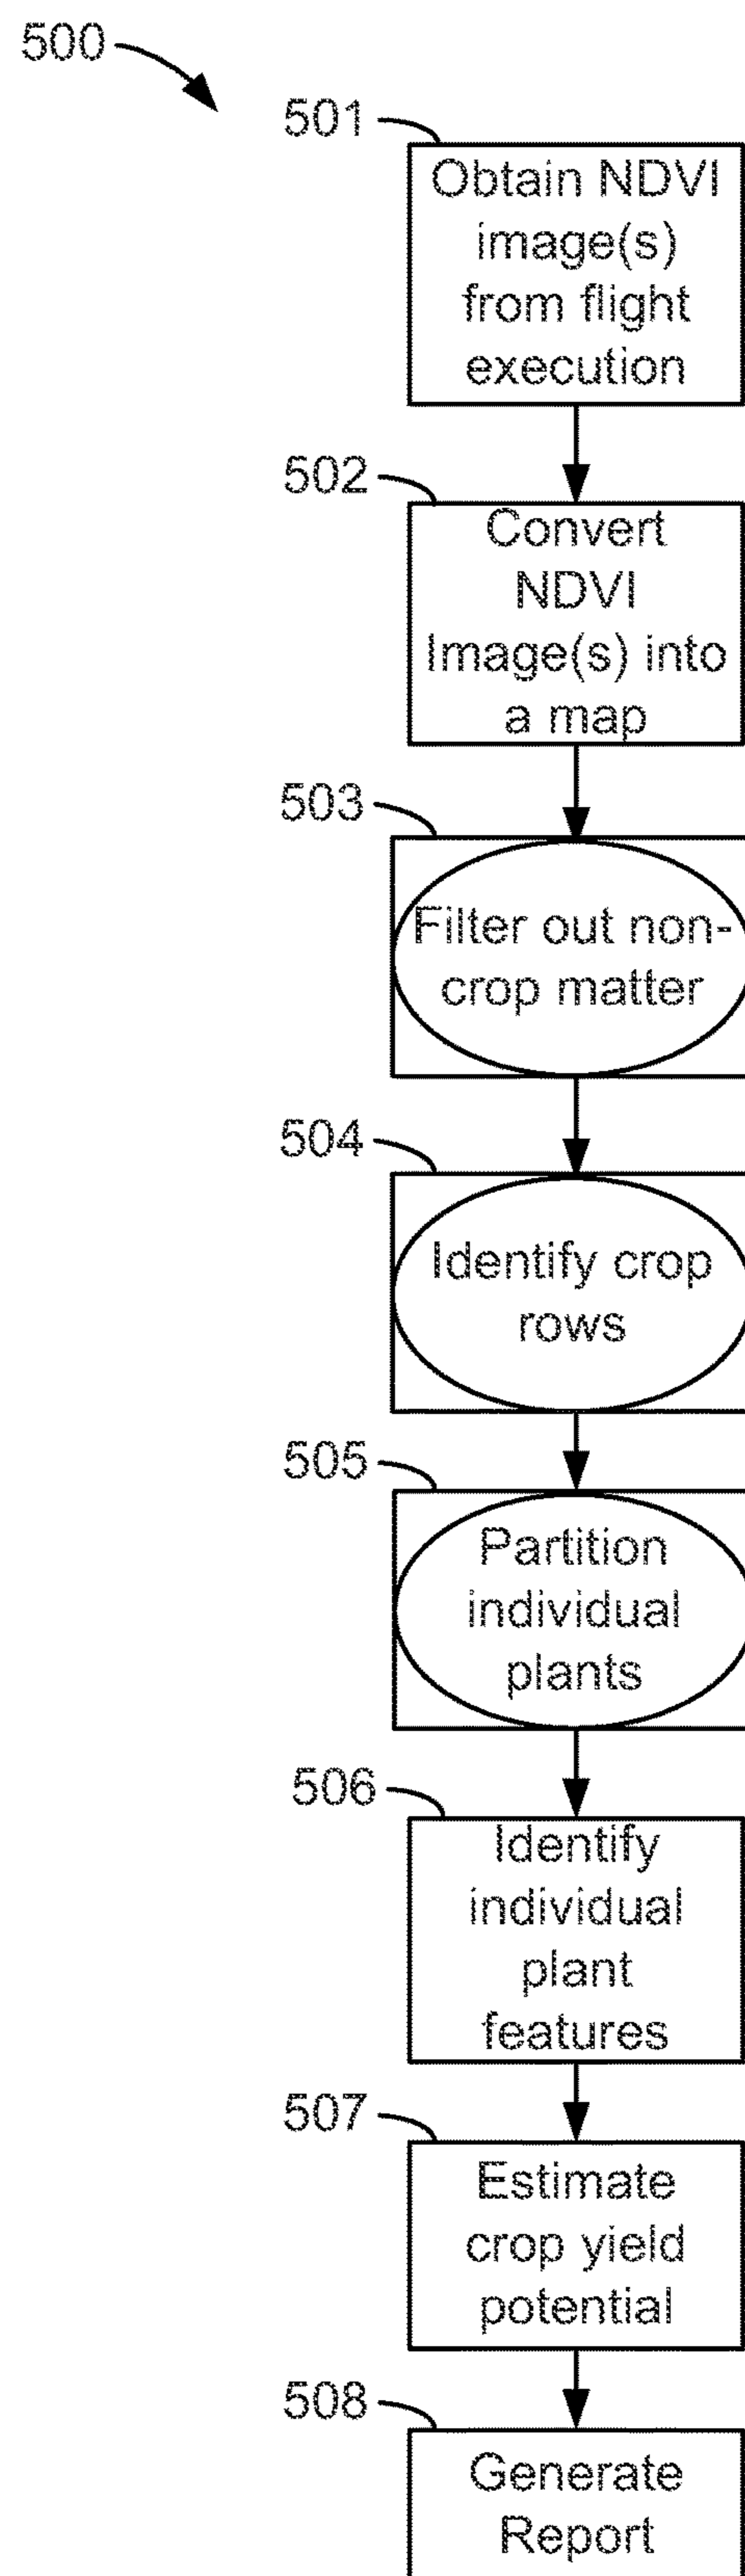 500
501
Obtain NDVI
image(s)
from flight
execution
502
Convert
NDVI
Image(s) into
a map
503
Filter out non-
crop matter
504
Identify crop
rows
505
Partition
individual
plants
506
Identify
individual
plant
features
507
Estimate
crop yield
potential
508
Generate
Report